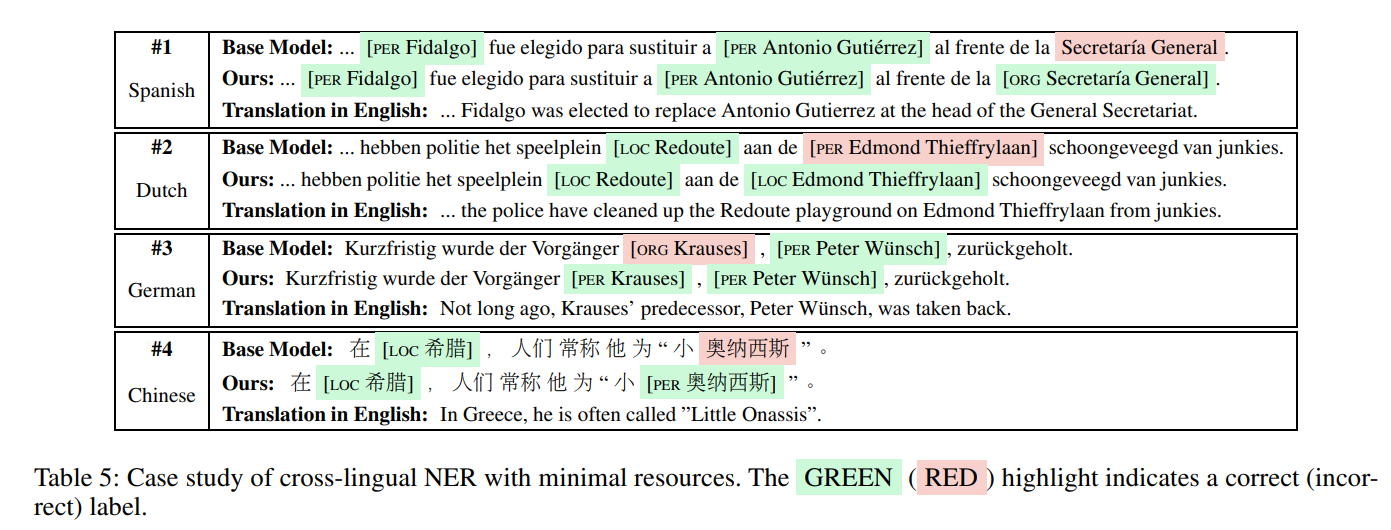 #1
Spanish
Base Model: ... [PER Fidalgo] fue elegido para sustituir a [PER Antonio Gutiérrez] al frente de la Secretaría General .
Ours: ... [PER Fidalgo] fue elegido para sustituir a [PER Antonio Gutiérrez] al frente de la [ORG Secretaría General] .
Translation in English: ... Fidalgo was elected to replace Antonio Gutierrez at the head of the General Secretariat.
#2
Dutch
Base Model: ... hebben politie het speelplein [LOC Redoute] aan de [PER Edmond Thieffrylaan] schoongeveegd van junkies.
Ours: ... hebben politie het speelplein [LOC Redoute] aan de [LOC Edmond Thieffrylaan] schoongeveegd van junkies.
Translation in English: ... the police have cleaned up the Redoute playground on Edmond Thieffrylaan from junkies.
#3
German
Base Model: Kurzfristig wurde der Vorgänger [ORG Krauses] , [PER Peter Wünsch] , zurückgeholt.
Ours: Kurzfristig wurde der Vorgänger [PER Krauses] , [PER Peter Wünsch] , zurückgeholt.
Translation in English: Not long ago, Krauses’ predecessor, Peter Wünsch, was taken back.
#4
Chinese
Base Model: 在 [LOC 希腊] ， 人们 常称 他 为 “ 小 奥纳西斯 ” 。
Ours: 在 [LOC 希腊] ， 人们 常称 他 为 “ 小 [PER 奥纳西斯] ” 。
Translation in English: In Greece, he is often called ”Little Onassis”.
Table 5: Case study of cross-lingual NER with minimal resources. The GREEN ( RED ) highlight indicates a correct (incor-
rect) label.